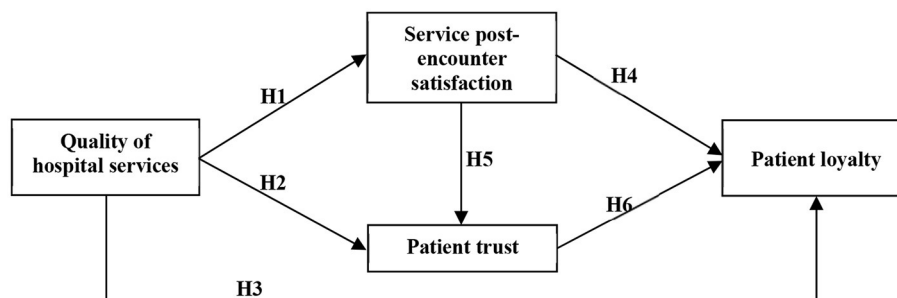 Service post-
encounter
satisfaction
H4
H1
Quality of
hospital services
H5
Patient loyalty
H2
H6
Patient trust
H3